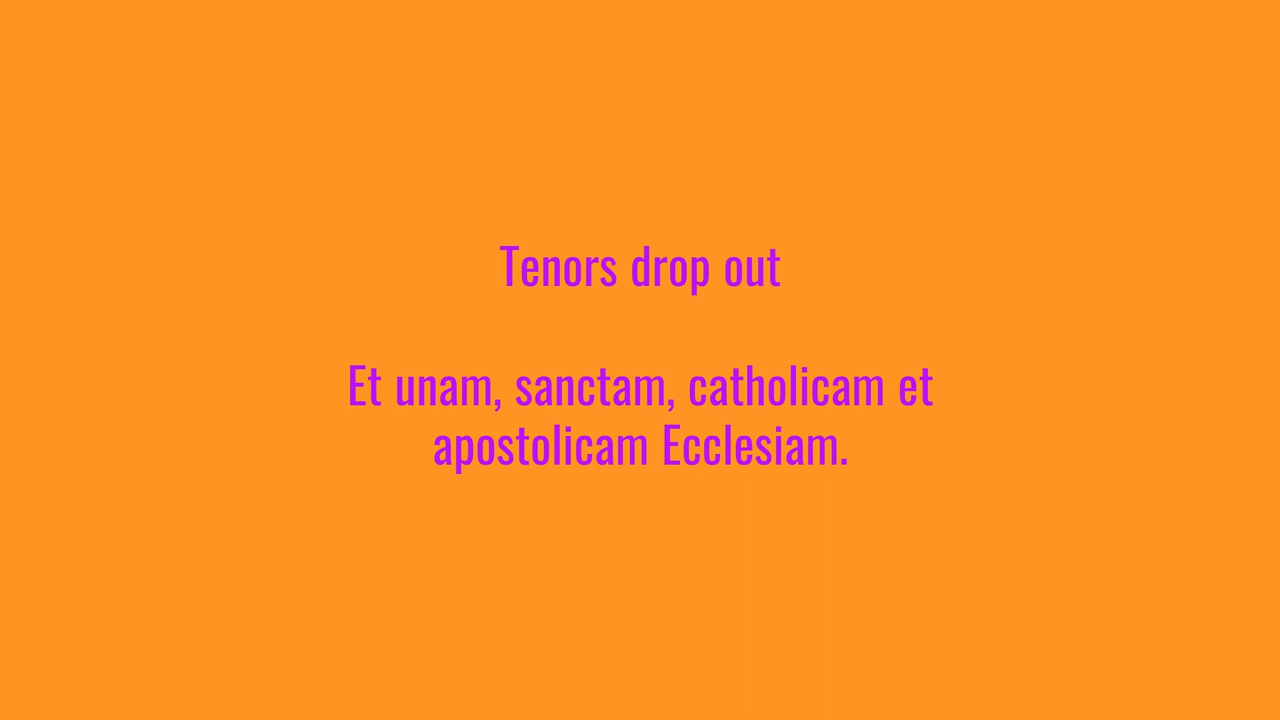 Tenors drop out
Et unam, sanctam, catholicam et
apostolicam Ecclesiam.